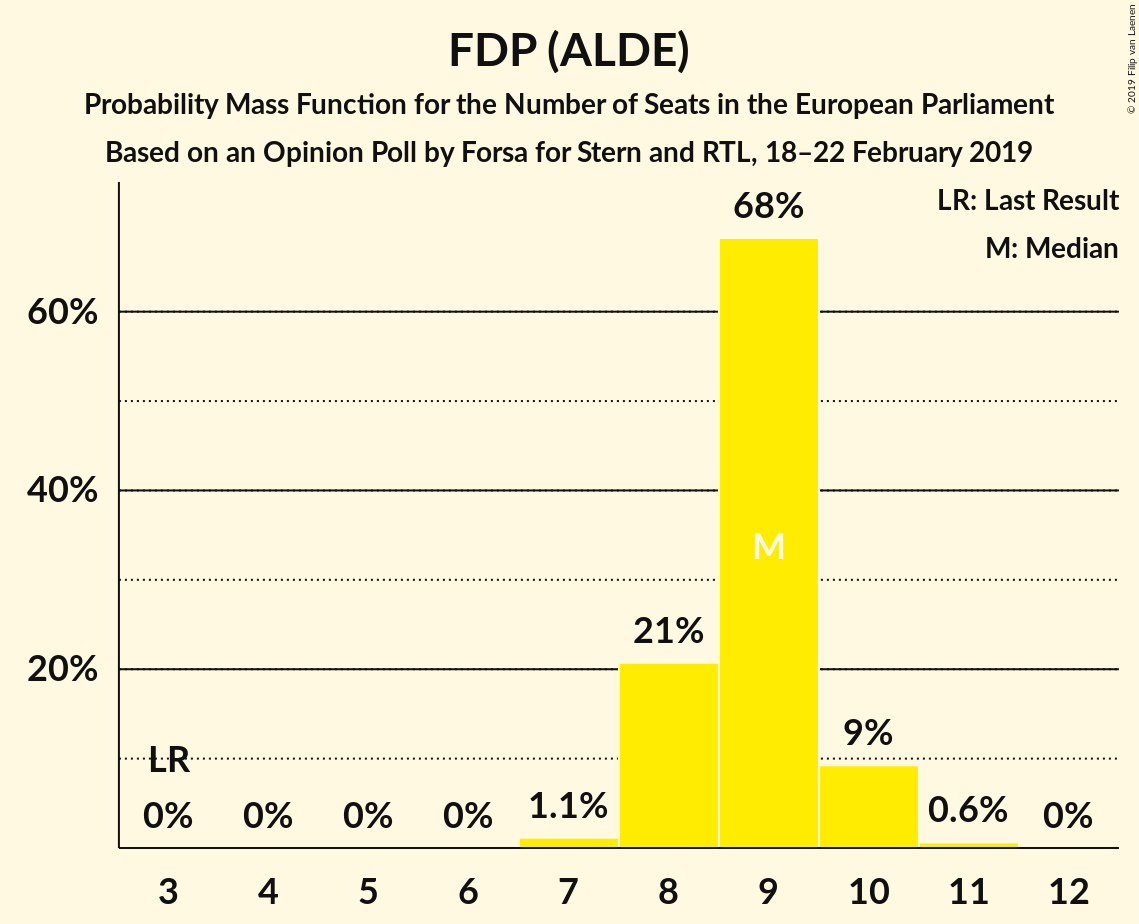 FDP (ALDE)
Probability Mass Function for the Number of Seats in the European Parliament
Based on an Opinion Poll by Forsa for Stern and RTL, 18–22 February 2019
© 2019 Filip van Laenen
LR: Last Result
M: Median
68%
60%
40%
M
21%
20%
9%
LR
0%
0%
0%
0%
1.1%
0.6%
0%
3
4
5
6
7
8
9
10
11
12